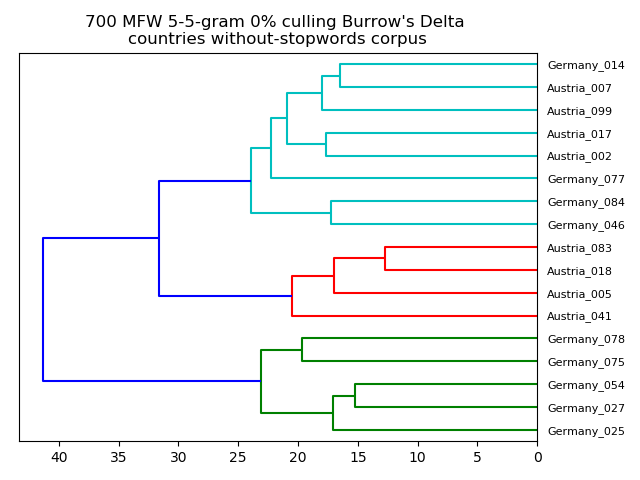 700 MFW 5-5-gram 0% culling Burrow's Delta
countries without-stopwords corpus
Germany_014
Austria_007
Austria_099
Austria_017
Austria_002
Germany_077
Germany_084
Germany_046
Austria_083
Austria_018
Austria_005
Austria_041
Germany_078
Germany_075
Germany_054
Germany_027
Germany_025
40 35 30 25 20 15 10 5 0